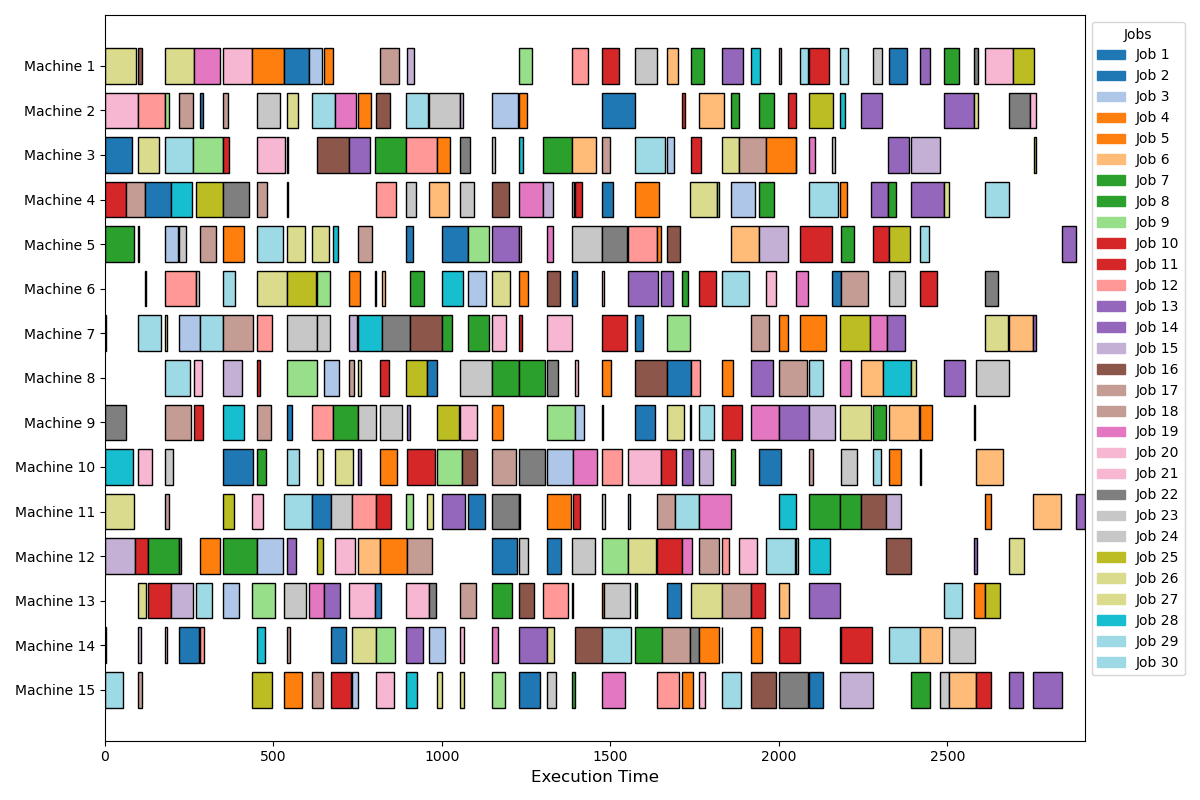 Machine 1
Machine 2
Machine 3
Machine 4
Machine 5
Machine 6
Machine 7
Machine 8
Machine 9
Machine 10
Machine 11
Machine 12
Machine 13
Machine 14
Machine 15
0 500 1000 1500 2000 2500
Execution Time
Jobs
Job 1
Job 2
Job 3
Job 4
Job 5
Job 6
Job 7
Job 8
Job 9
Job 10
Job 11
Job 12
Job 13
Job 14
Job 15
Job 16
Job 17
Job 18
Job 19
Job 20
Job 21
Job 22
Job 23
Job 24
Job 25
Job 26
Job 27
Job 28
Job 29
Job 30